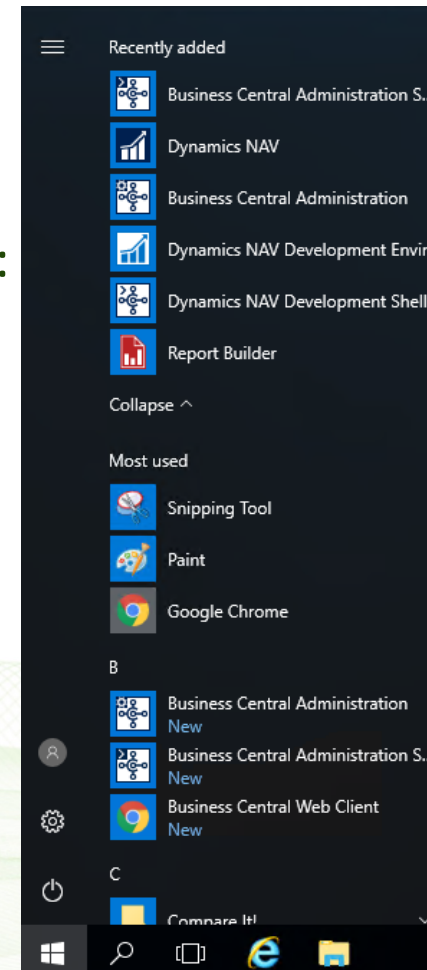 :
Recently added
Business Central Administration S..
Dynamics NAV
Business Central Administration
Dynamics NAV Development Envir
Dynamics NAV Development Shell
Report Builder
Collapse ^
Most used
Snipping Tool
Paint
Google Chrome
B
Business Central Administration
New
Business Central Administration S..
New
Business Central Web Client
New
C
Compare It!